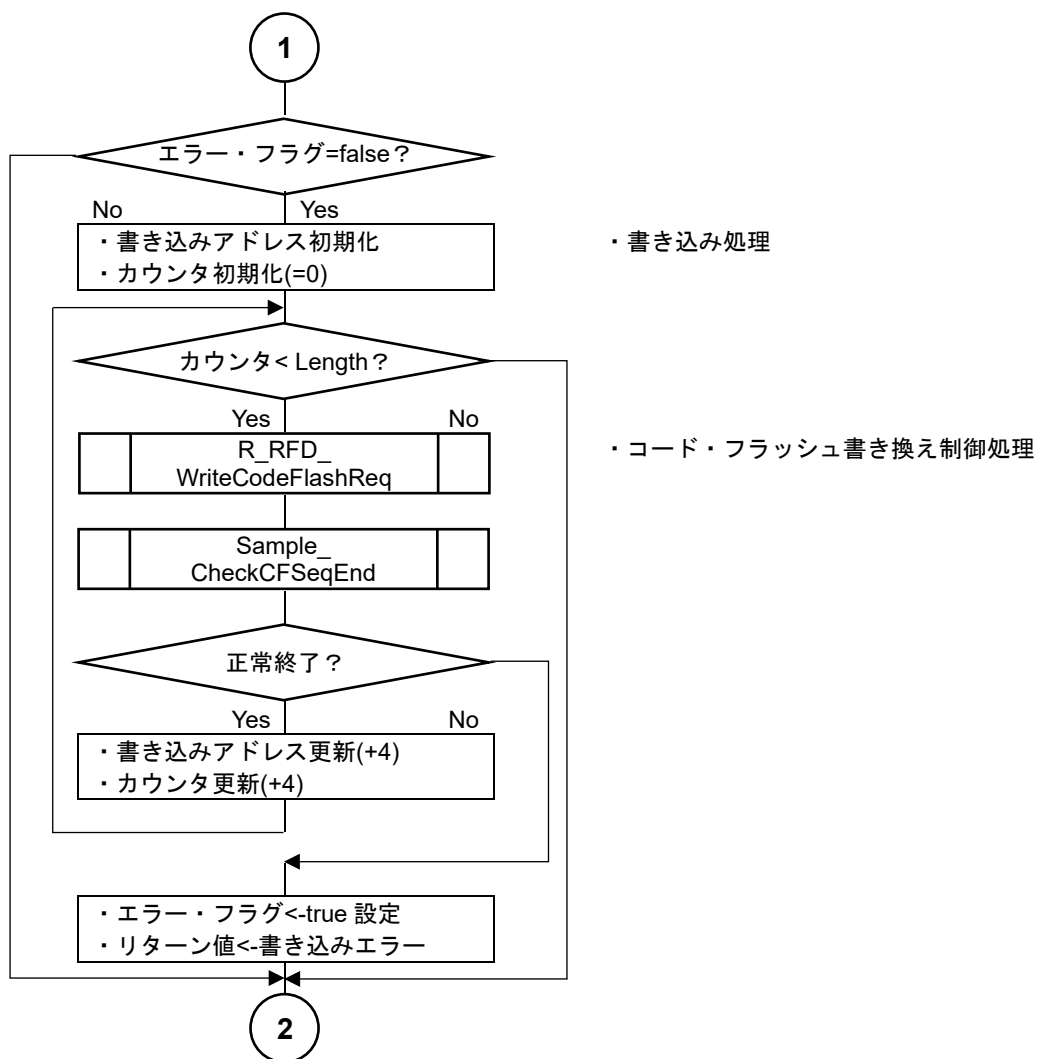 1
エラー・フラグ=false？
No Yes
・書き込みアドレス初期化
・カウンタ初期化(=0)
・書き込み処理
カウンタ< Length？
Yes No
R_RFD_
WriteCodeFlashReq
・コード・フラッシュ書き換え制御処理
Sample_
CheckCFSeqEnd
正常終了？
Yes No
・書き込みアドレス更新(+4)
・カウンタ更新(+4)
・エラー・フラグ<-true 設定
・リターン値<-書き込みエラー
2